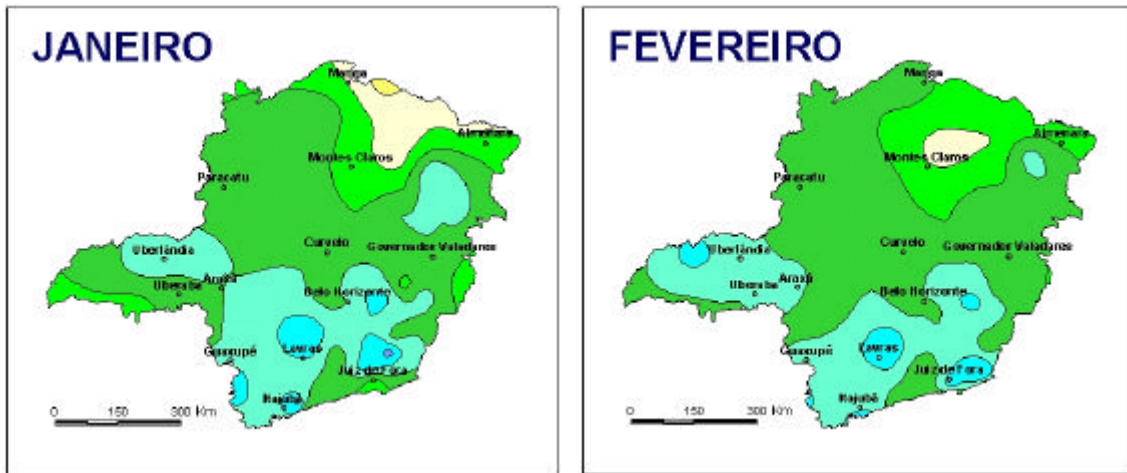 JANEIRO
Manga
Almenara
Montes Claros
Paracatu
Curvelo
Governador Valadares
Uberlândia
Araxá
Uberaba
Belo Horizonte
Guaxupé
Lavras
Juiz de Fora
Itajubá
0 150 300 Km
FEVEREIRO
Manga
Almenara
Montes Claros
Paracatu
Curvelo
Governador Valadares
Uberlândia
Araxá
Uberaba
Belo Horizonte
Guaxupé
Lavras
Juiz de Fora
Itajubá
0 150 300 Km